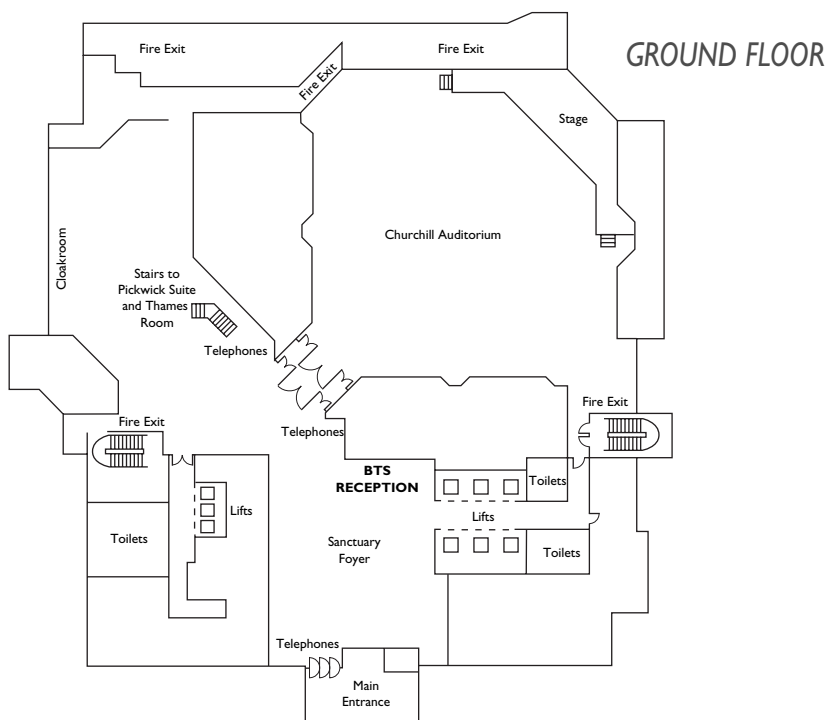 GROUND FLOOR
Fire Exit
Fire Exit
Fire Exit
Stage
Churchill Auditorium
Cloakroom
Stairs to
Pickwick Suite
and Thames
Room
Telephones
Fire Exit
Fire Exit
Telephones
BTS
RECEPTION
Toilets
Lifts
Lifts
Toilets
Sanctuary
Foyer
Toilets
Telephones
Main
Entrance